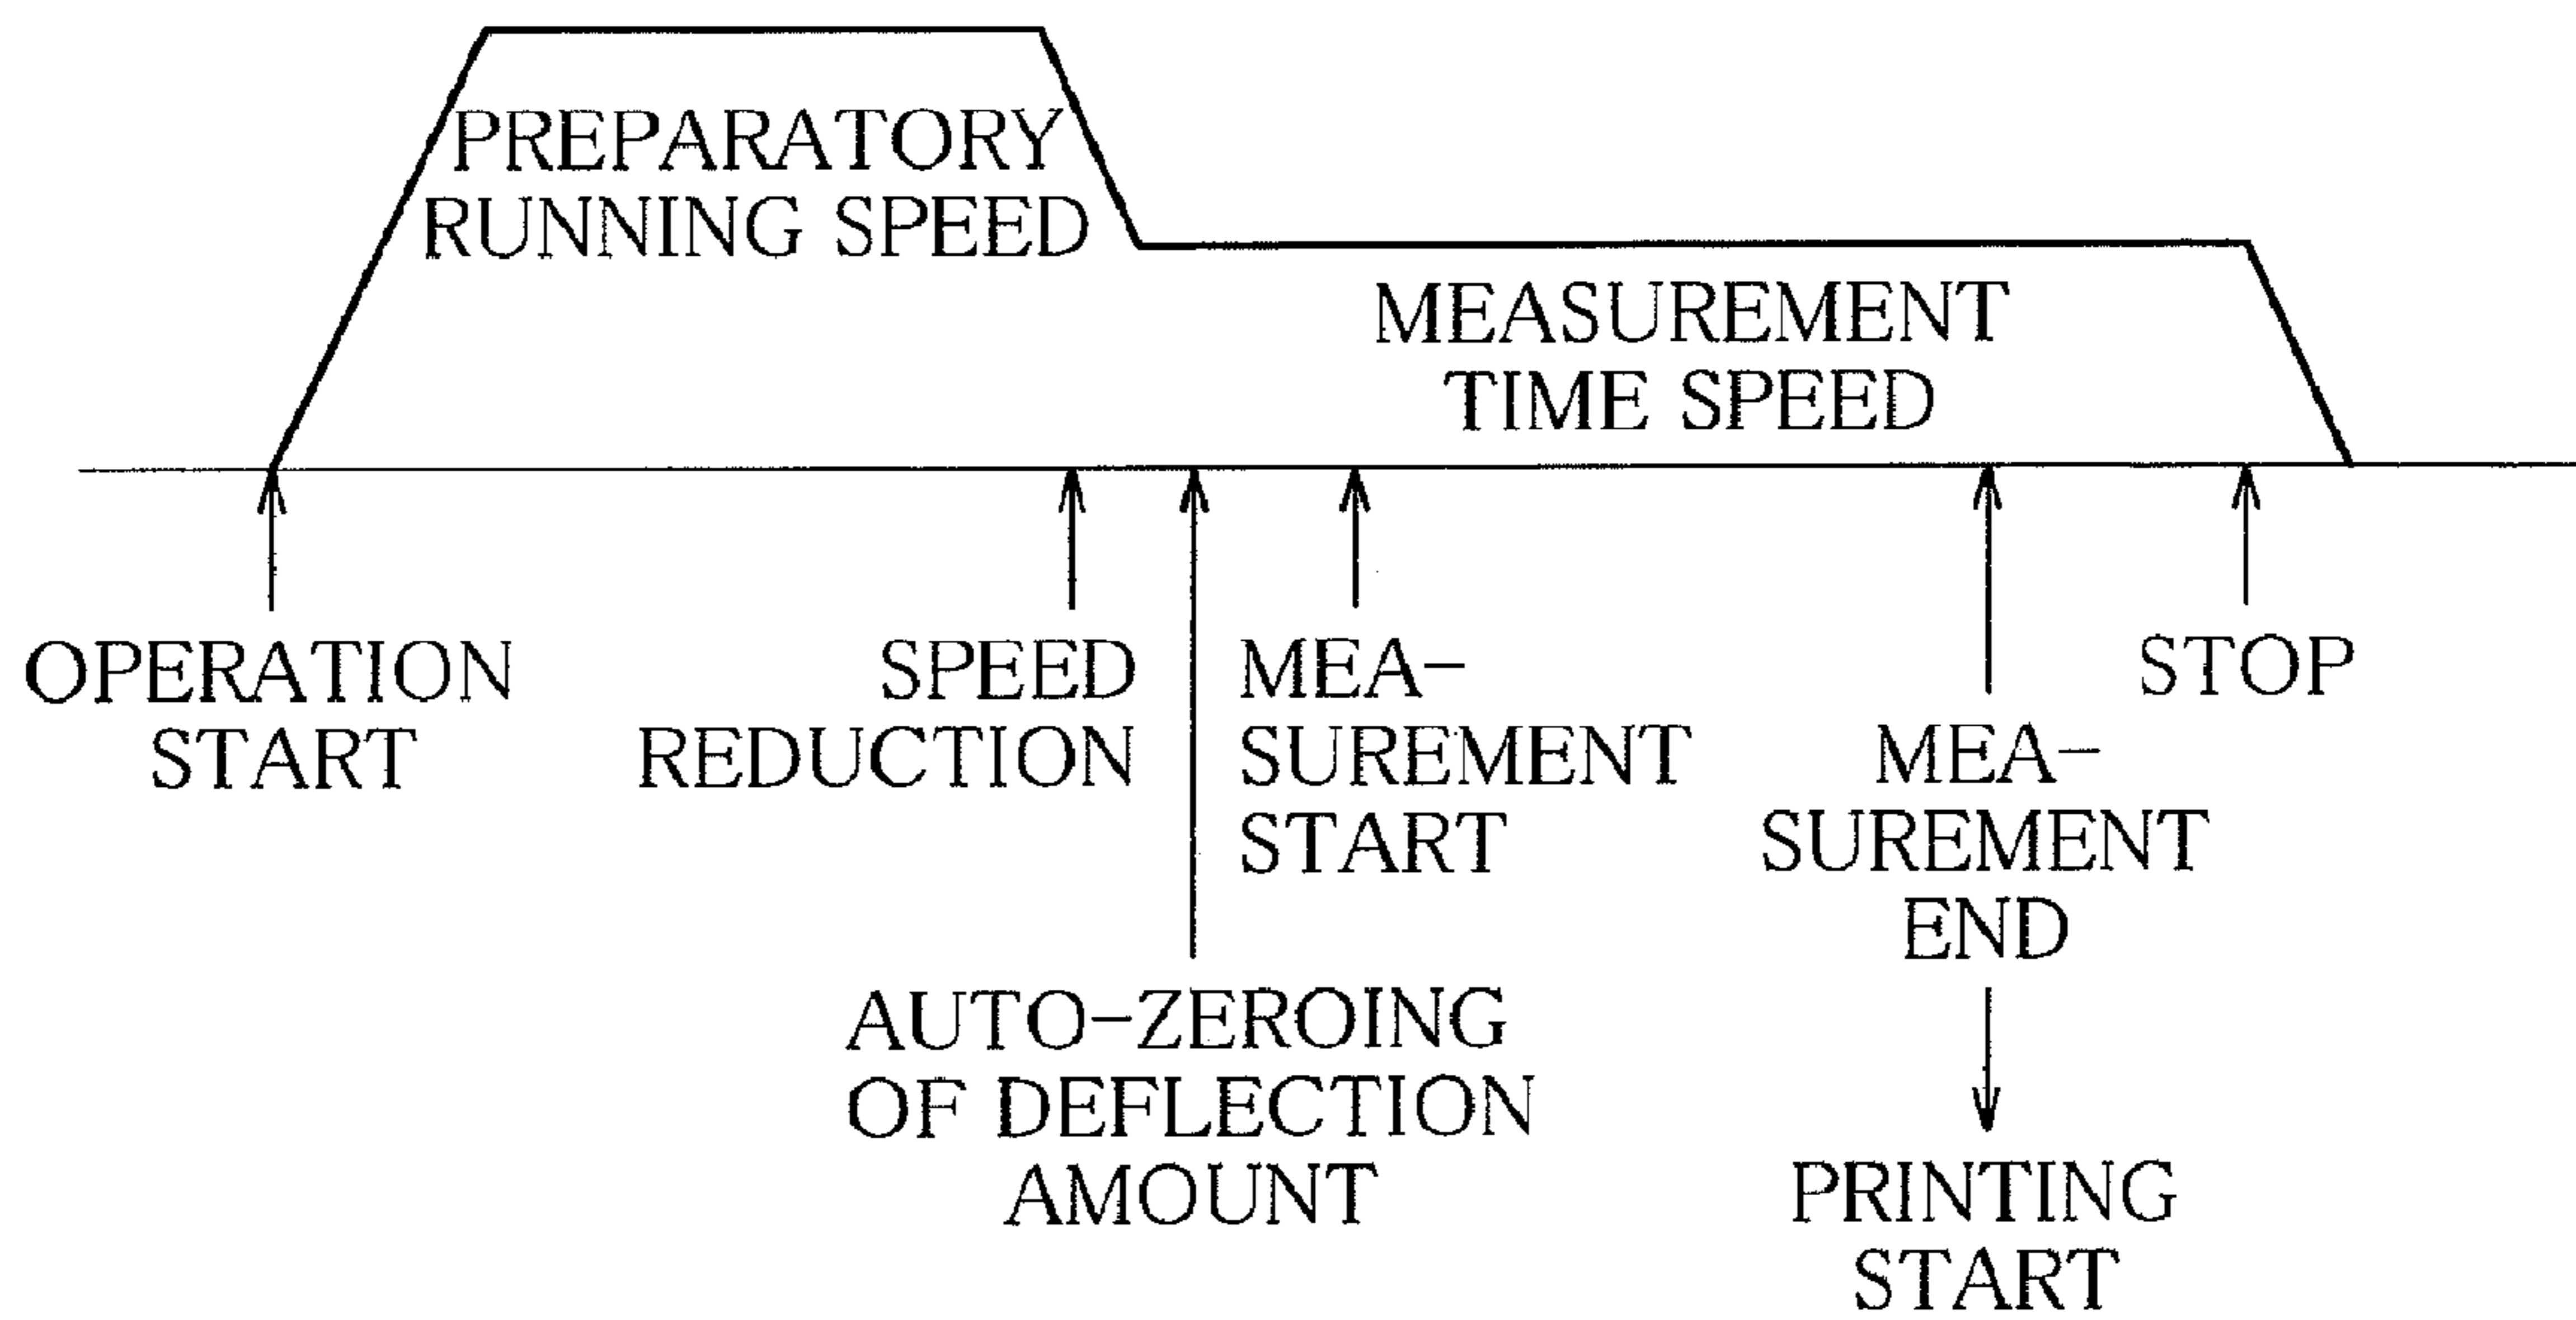 PREPARATORY
RUNNING SPEED
MEASUREMENT
TIME SPEED
OPERATION
START
SPEED
REDUCTION
MEA-
SUREMENT
START
AUTO-ZEROING
OF DEFLECTION
AMOUNT
MEA-
SUREMENT
END
PRINTING
START
STOP